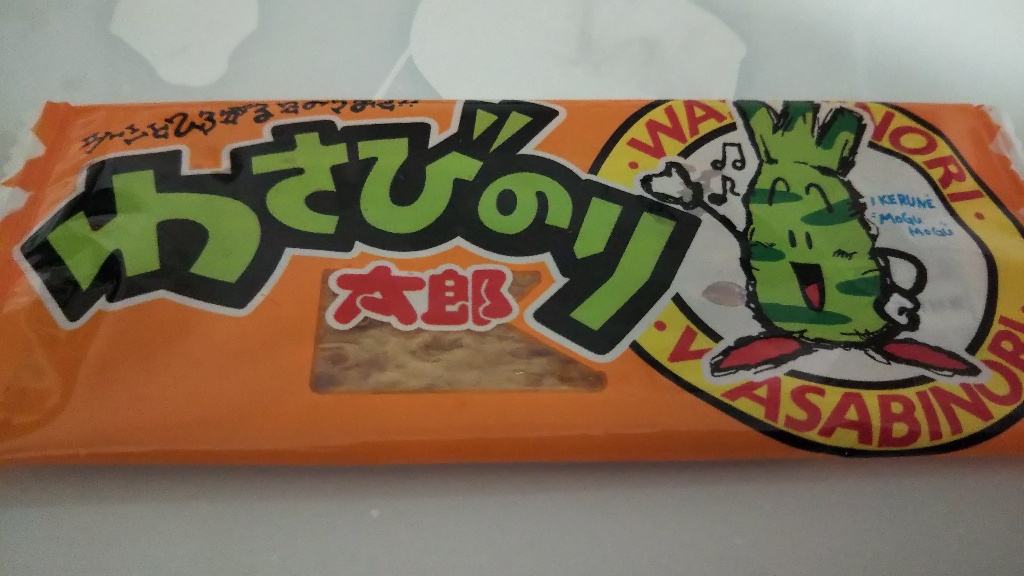 わさびのり
太郎
WA NORI
IKERUNE
MOGU
MOGU
WASABINORI